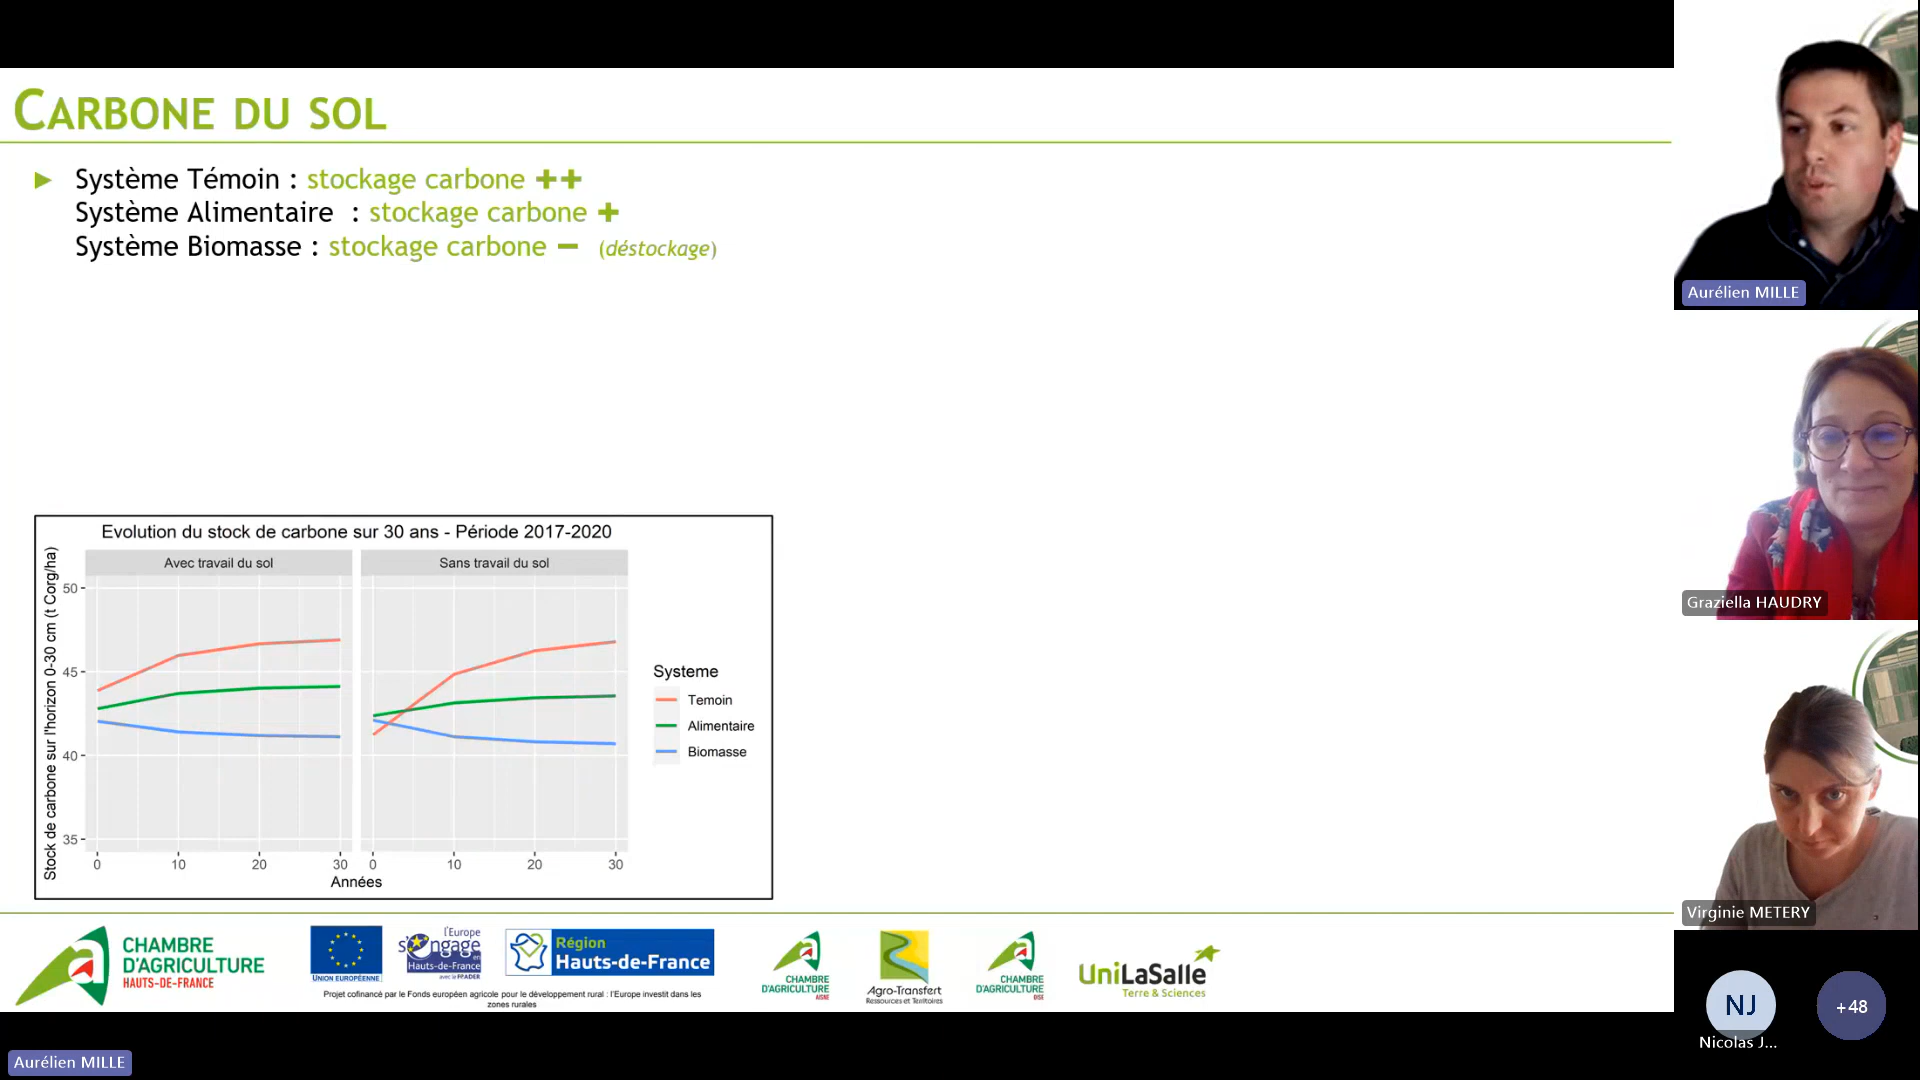 CARBONE DU SOL
► Système Témoin : stockage carbone ++
Système Alimentaire : stockage carbone +
Système Biomasse : stockage carbone − (déstockage)
Evolution du stock de carbone sur 30 ans - Période 2017-2020
Avec travail du sol
Sans travail du sol
Stock de carbone sur l'horizon 0-30 cm (t Corg/ha)
50
45
40
35
0 10 20 30
0 10 20 30
Années
Systeme
Temoin
Alimentaire
Biomasse
CHAMBRE
D'AGRICULTURE
HAUTS-DE-FRANCE
UNION EUROPÉENNE
l'Europe
s'engage
en
Hauts-de-France
avec le FEADER
Région
Hauts-de-France
Projet cofinancé par le Fonds européen agricole pour le développement rural : l'Europe investit dans les
zones rurales
CHAMBRE
D'AGRICULTURE
AISNE
Agro-Transfert
Ressources et Territoires
CHAMBRE
D'AGRICULTURE
OISE
UniLaSalle
Terre & Sciences
Aurélien MILLE
Graziella HAUDRY
Virginie METERY
NJ
Nicolas J...
+48
Aurélien MILLE